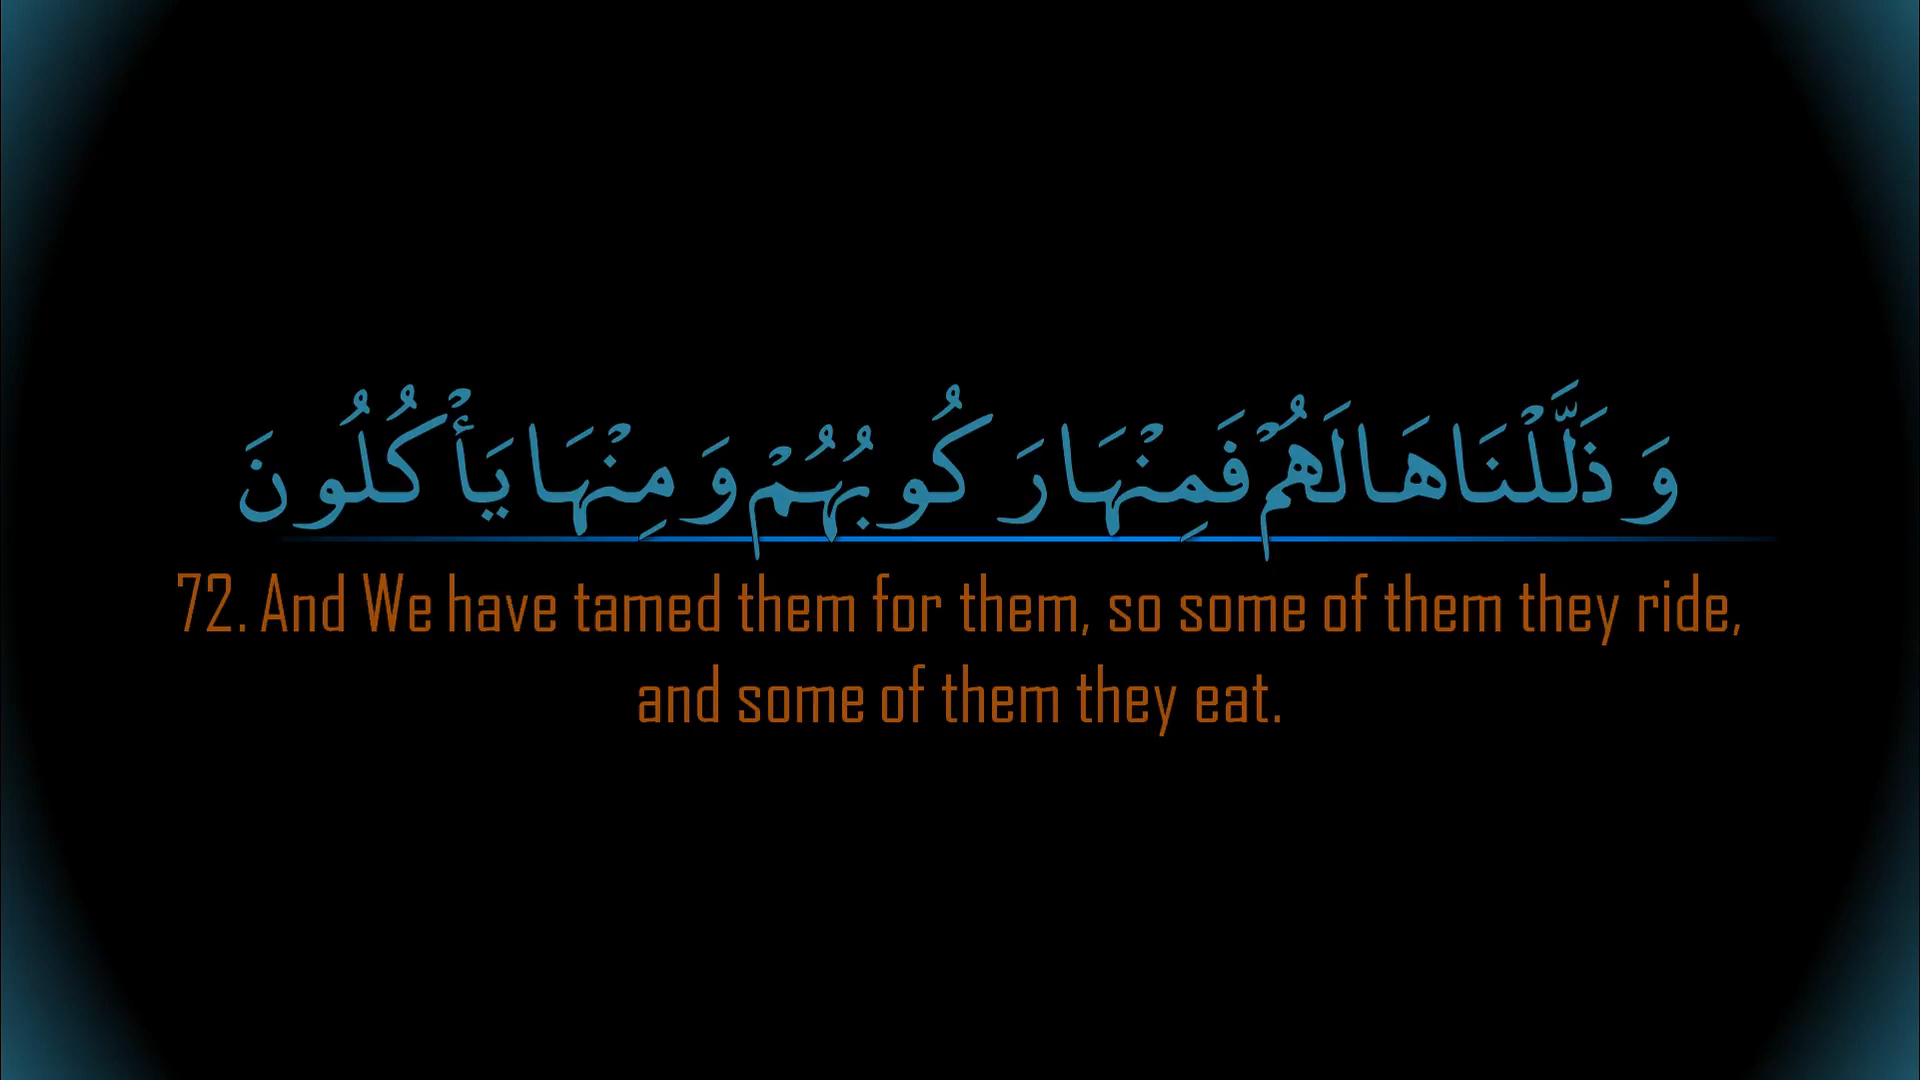 وَذَلَّلْنَاهَا لَهُمْ فَمِنْهَا رَكُوبُهُمْ وَمِنْهَا يَأْكُلُونَ
72. And We have tamed them for them, so some of them they ride,
and some of them they eat.